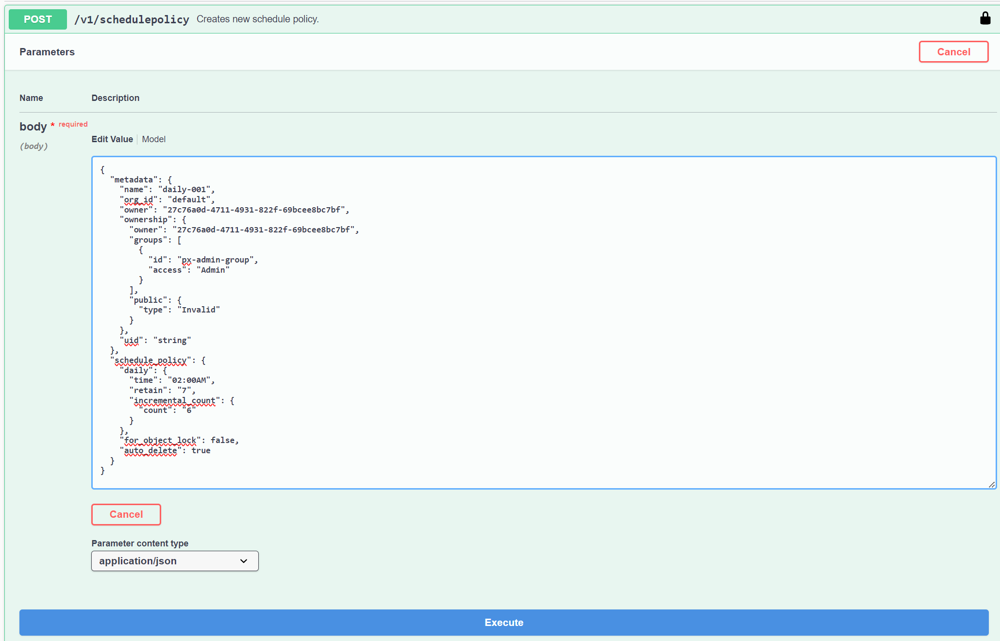 POST /v1/schedulepolicy Creates new schedule policy.
Parameters
Cancel
Name Description
body * required
(body)
Edit Value Model
{
  "metadata": {
    "name": "daily-001",
    "org_id": "default",
    "owner": "27c76a0d-4711-4931-822f-69bcee8bc7bf",
    "ownership": {
      "owner": "27c76a0d-4711-4931-822f-69bcee8bc7bf",
      "groups": [
        {
          "id": "px-admin-group",
          "access": "Admin"
        }
      ],
      "public": {
        "type": "Invalid"
      }
    },
    "uid": "string"
  },
  "schedule_policy": {
    "daily": {
      "time": "02:00AM",
      "retain": "7",
      "incremental_count": {
        "count": "6"
      }
    },
    "for_object_lock": false,
    "auto_delete": true
  }
}
Cancel
Parameter content type
application/json
Execute